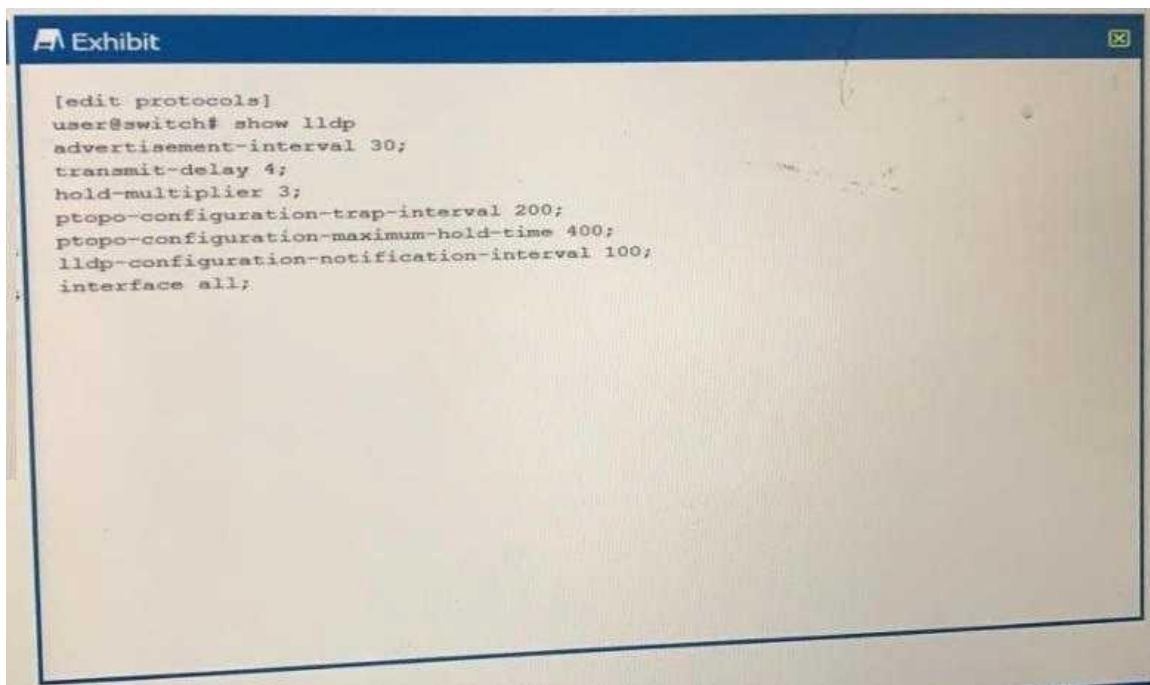 Exhibit
[edit protocols]
user@switch# show lldp
advertisement-interval 30;
transmit-delay 4;
hold-multiplier 3;
ptopo-configuration-trap-interval 200;
ptopo-configuration-maximum-hold-time 400;
lldp-configuration-notification-interval 100;
interface all;